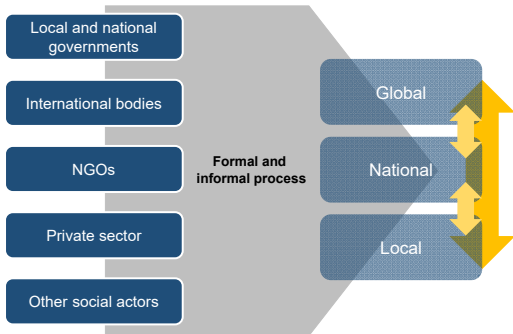 Local and national
governments
International bodies
NGOs
Private sector
Other social actors
Formal and
informal process
Global
National
Local